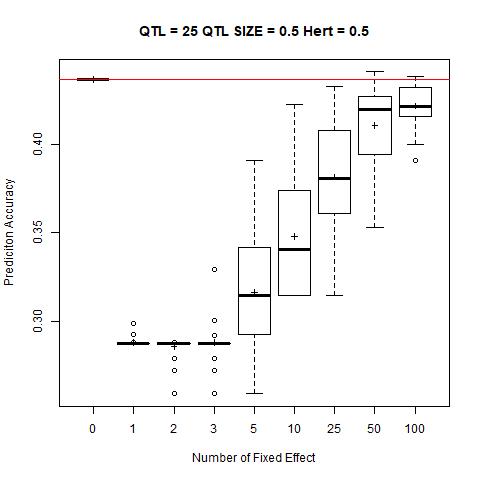 QTL = 25 QTL SIZE = 0.5 Hert = 0.5
Prediciton Accuracy
0.40
0.35
0.30
0 1 2 3 5 10 25 50 100
Number of Fixed Effect